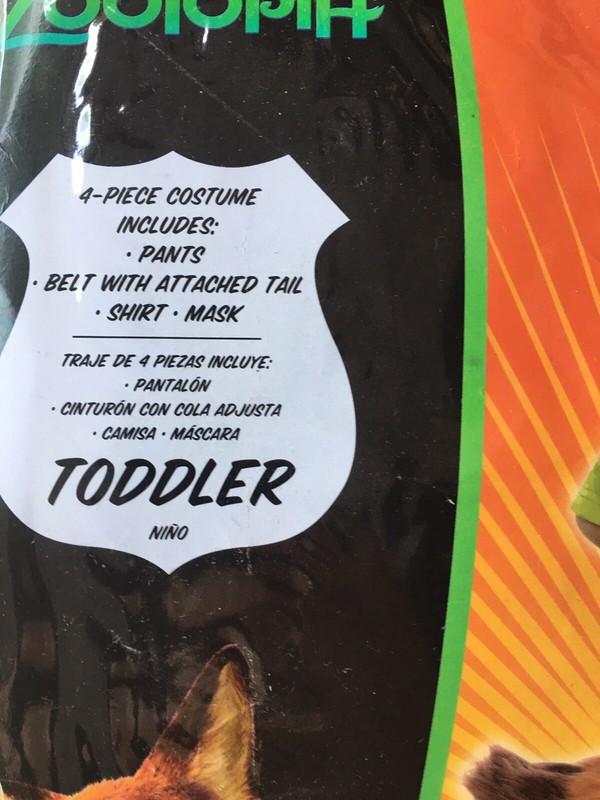 Zootopia
4-PIECE COSTUME
INCLUDES:
• PANTS
• BELT WITH ATTACHED TAIL
• SHIRT • MASK
TRAJE DE 4 PIEZAS INCLUYE:
• PANTALÓN
• CINTURÓN CON COLA ADJUSTA
• CAMISA • MÁSCARA
TODDLER
NIÑO